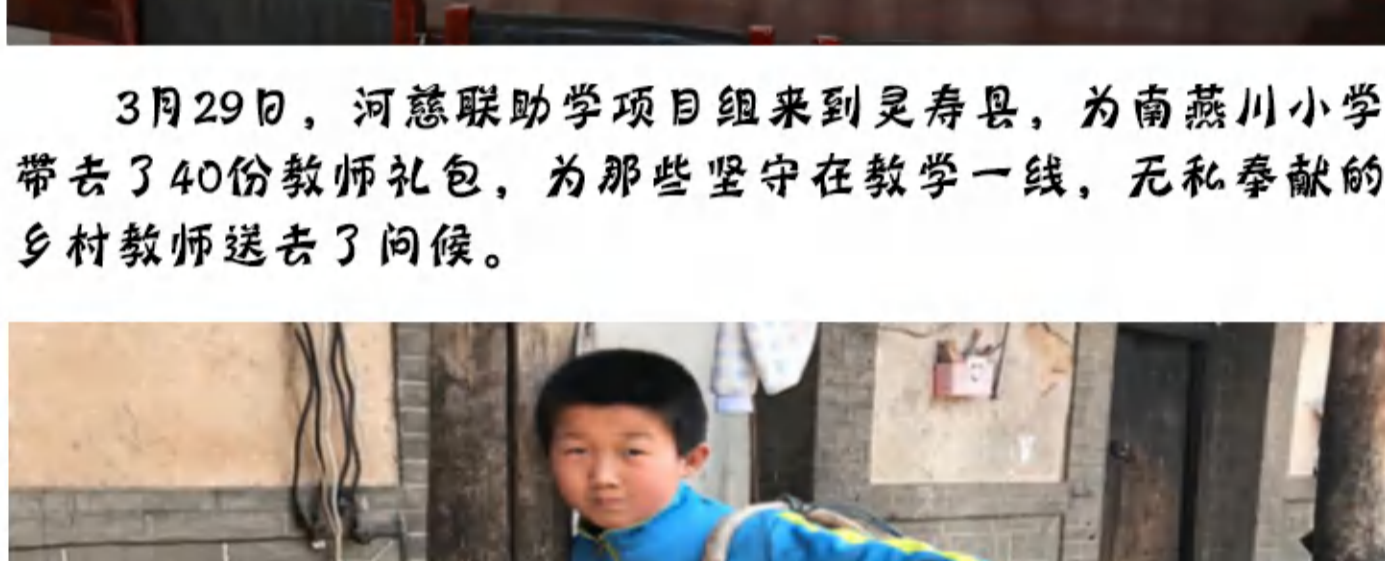 3月29日，河慈联助学项目组来到灵寿县，为南燕川小学
带去了40份教师礼包，为那些坚守在教学一线，无私奉献的
乡村教师送去了问候。